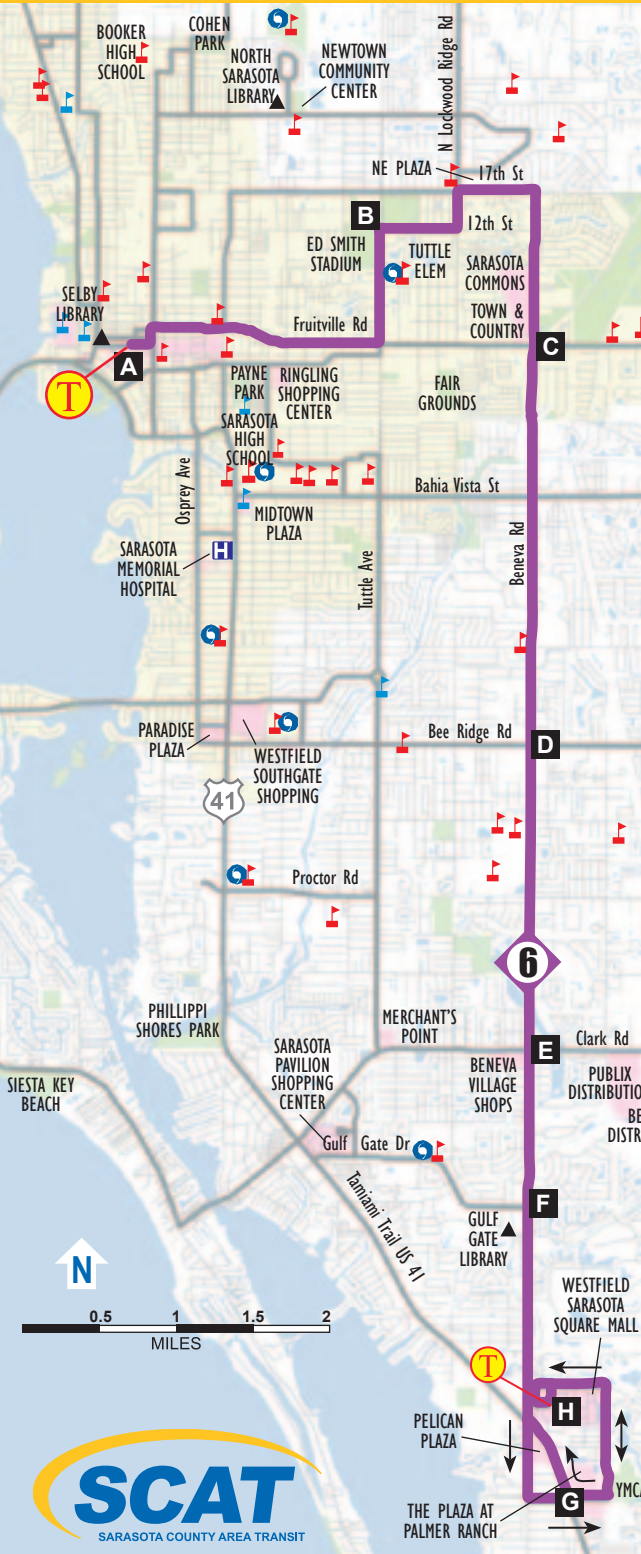 BOOKER
HIGH
SCHOOL
COHEN
PARK
NORTH
SARASOTA
LIBRARY
NEWTOWN
COMMUNITY
CENTER
N Lockwood Ridge Rd
NE PLAZA
17th St
B
12th St
ED SMITH
STADIUM
TUTTLE
ELEM
SARASOTA
COMMONS
TOWN &
COUNTRY
SELBY
LIBRARY
Fruitville Rd
A
T
C
PAYNE
PARK
RINGLING
SHOPPING
CENTER
FAIR
GROUNDS
SARASOTA
HIGH
SCHOOL
Osprey Ave
Bahia Vista St
MIDTOWN
PLAZA
Beneva Rd
Tuttle Ave
SARASOTA
MEMORIAL
HOSPITAL
H
PARADISE
PLAZA
WESTFIELD
SOUTHGATE
SHOPPING
Bee Ridge Rd
D
41
Proctor Rd
6
PHILLIPPI
SHORES PARK
MERCHANT'S
POINT
E
Clark Rd
SARASOTA
PAVILION
SHOPPING
CENTER
BENEVA
VILLAGE
SHOPS
PUBLIX
DISTRIBUTIO
BE
DISTR
SIESTA KEY
BEACH
Gulf Gate Dr
Tamiami Trail US 41
F
GULF
GATE
LIBRARY
N
WESTFIELD
SARASOTA
SQUARE MALL
0.5 1 1.5 2
MILES
T
H
PELICAN
PLAZA
G
YMCA
THE PLAZA AT
PALMER RANCH
SCAT
SARASOTA COUNTY AREA TRANSIT